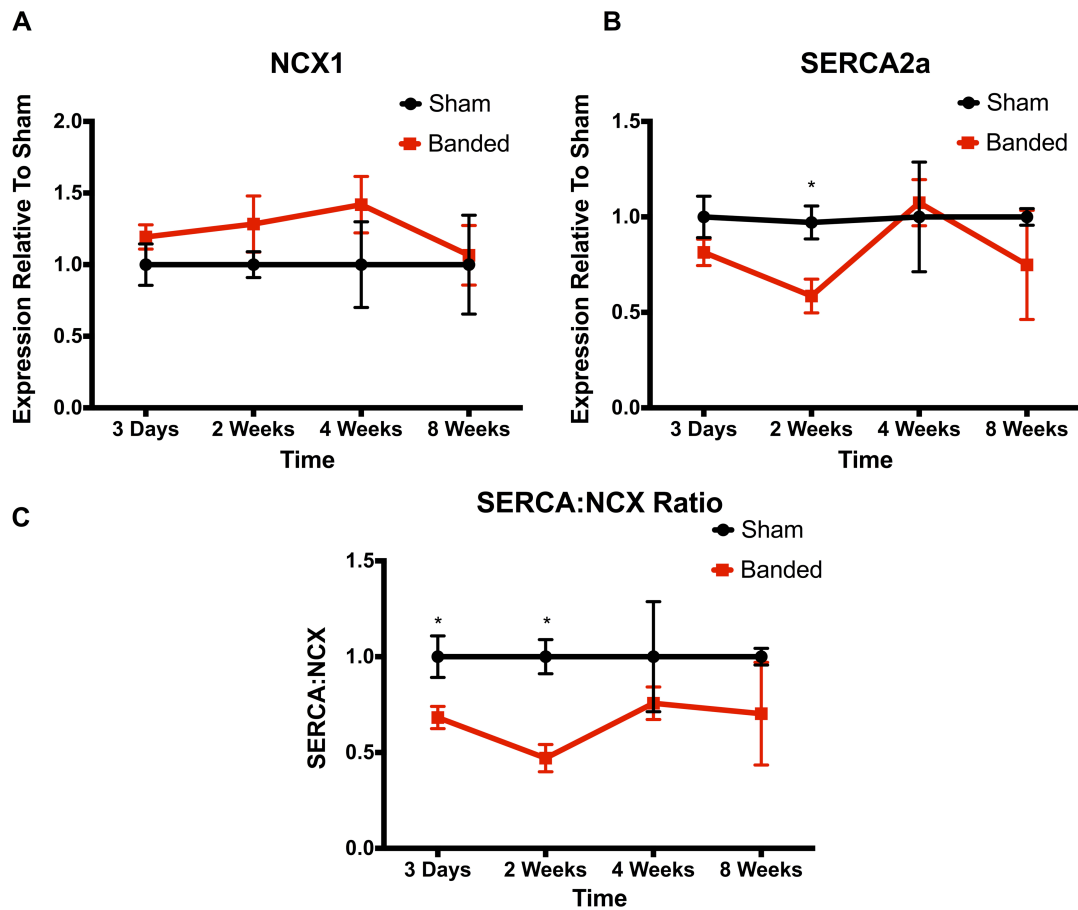 A
NCX1
Sham
Banded
Expression Relative To Sham
2.0
1.5
1.0
0.5
0.0
3 Days 2 Weeks 4 Weeks 8 Weeks
Time
B
SERCA2a
Sham
Banded
Expression Relative To Sham
1.5
1.0
0.5
0.0
*
3 Days 2 Weeks 4 Weeks 8 Weeks
Time
C
SERCA:NCX Ratio
Sham
Banded
SERCA:NCX
1.5
1.0
0.5
0.0
* *
3 Days 2 Weeks 4 Weeks 8 Weeks
Time